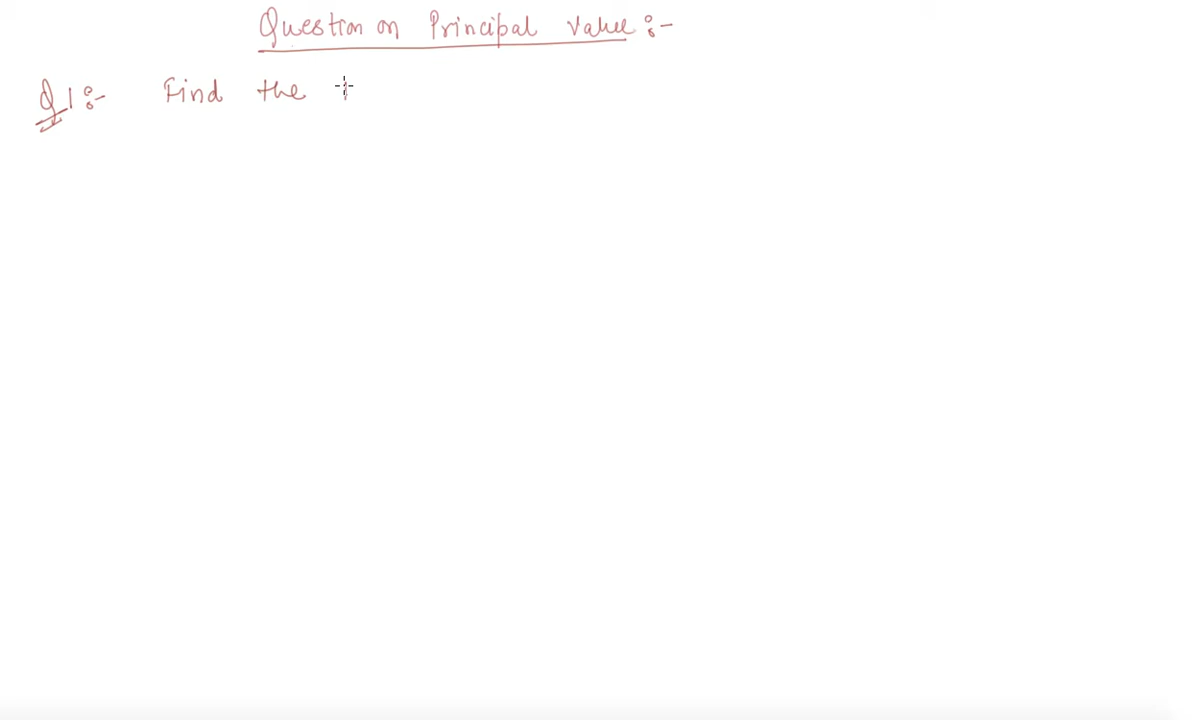 Question on Principal Value :-
Q1:- Find the